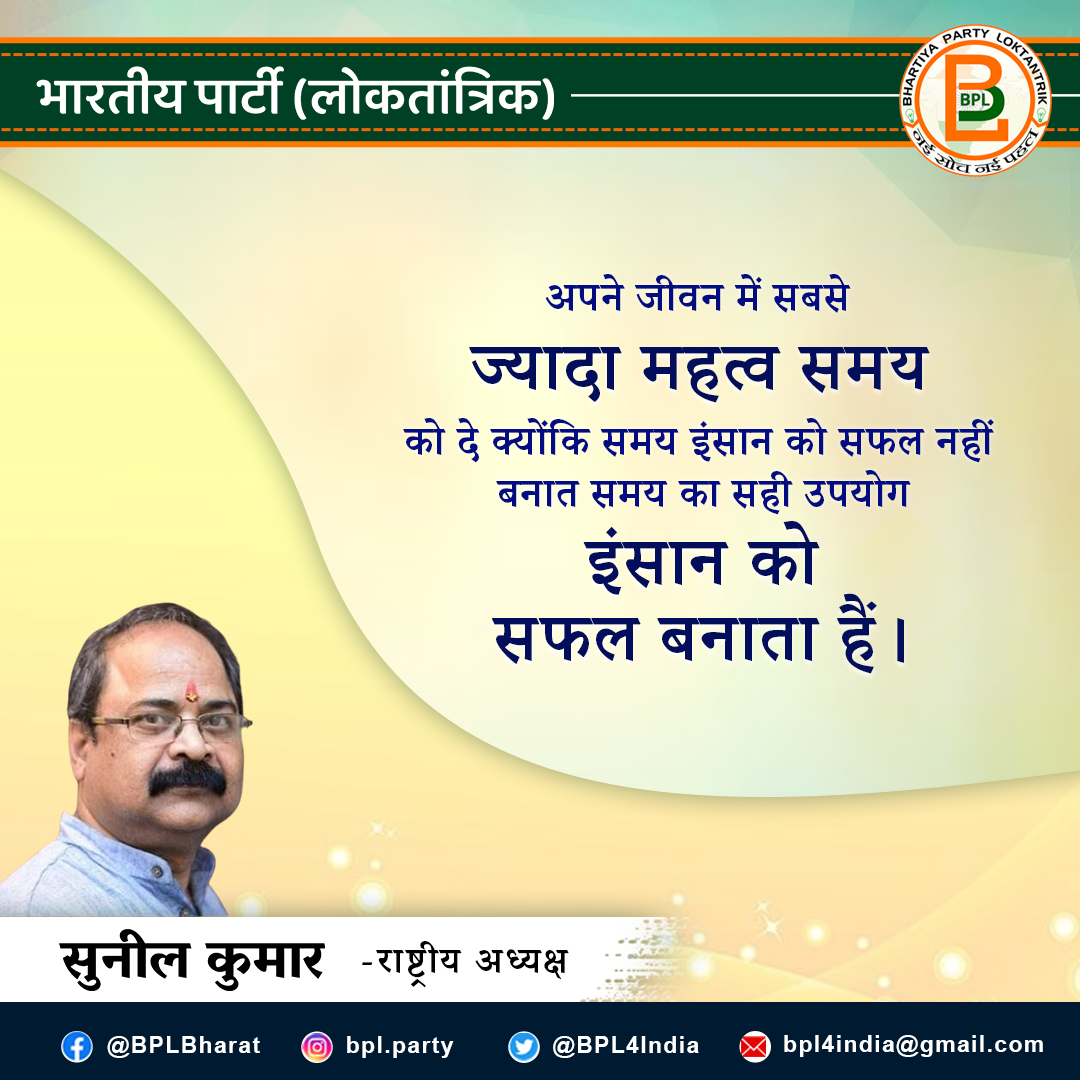 भारतीय पार्टी (लोकतांत्रिक)
BHARTIYA PARTY LOKTANTRIK
BPL
नई सोच नई पहल
अपने जीवन में सबसे
ज्यादा महत्व समय
को दे क्योंकि समय इंसान को सफल नहीं
बनात समय का सही उपयोग
इंसान को
सफल बनाता हैं।
सुनील कुमार -राष्ट्रीय अध्यक्ष
@BPLBharat bpl.party @BPL4India bpl4india@gmail.com